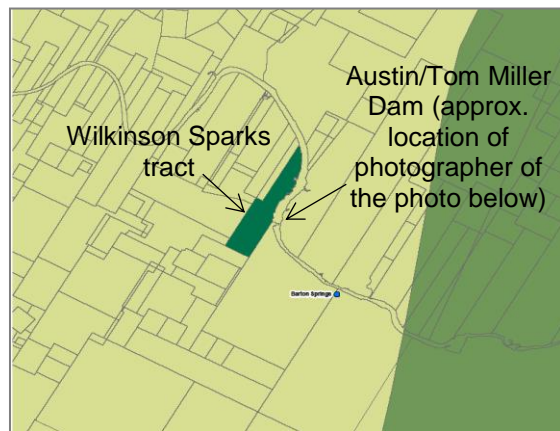 Wilkinson Sparks
tract
Austin/Tom Miller
Dam (approx.
location of
photographer of
the photo below)
Barton Springs